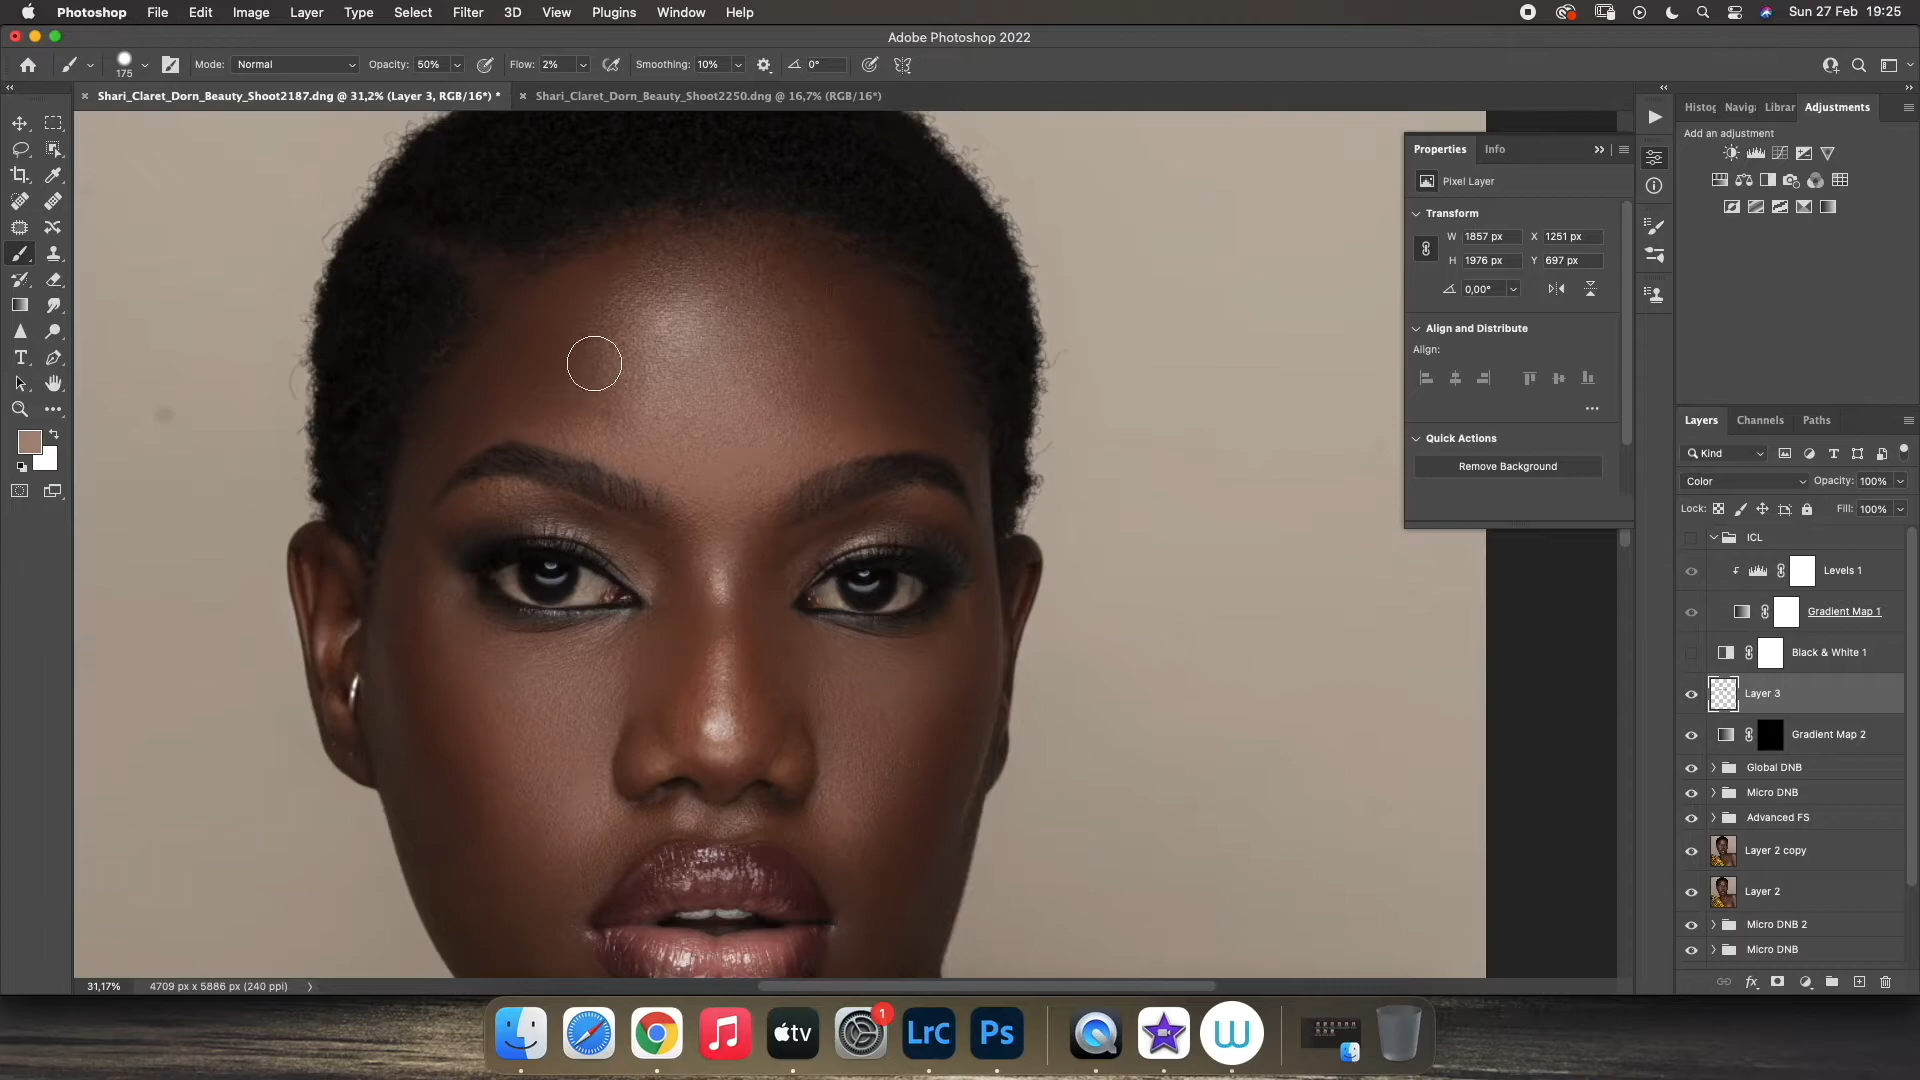 Photoshop File Edit Image Layer Type Select Filter 3D View Plugins Window Help Sun 27 Feb 19:25
Adobe Photoshop 2022
175 Mode: Normal Opacity: 50% Flow: 2% Smoothing: 10% 0°
Shari_Claret_Dorn_Beauty_Shoot2187.dng @ 31,2% (Layer 3, RGB/16*) *
Shari_Claret_Dorn_Beauty_Shoot2250.dng @ 16,7% (RGB/16*)
Histog Naviga Librar Adjustments
Add an adjustment
Properties Info
Pixel Layer
Transform
W 1857 px X 1251 px
H 1976 px Y 697 px
0,00°
Align and Distribute
Align:
Quick Actions
Remove Background
Layers Channels Paths
Kind
Color Opacity: 100%
Lock: Fill: 100%
ICL
Levels 1
Gradient Map 1
Black & White 1
Layer 3
Gradient Map 2
Global DNB
Micro DNB
Advanced FS
Layer 2 copy
Layer 2
Micro DNB 2
Micro DNB
fx
31,17% 4709 px x 5886 px (240 ppi)
tv 1 LrC Ps